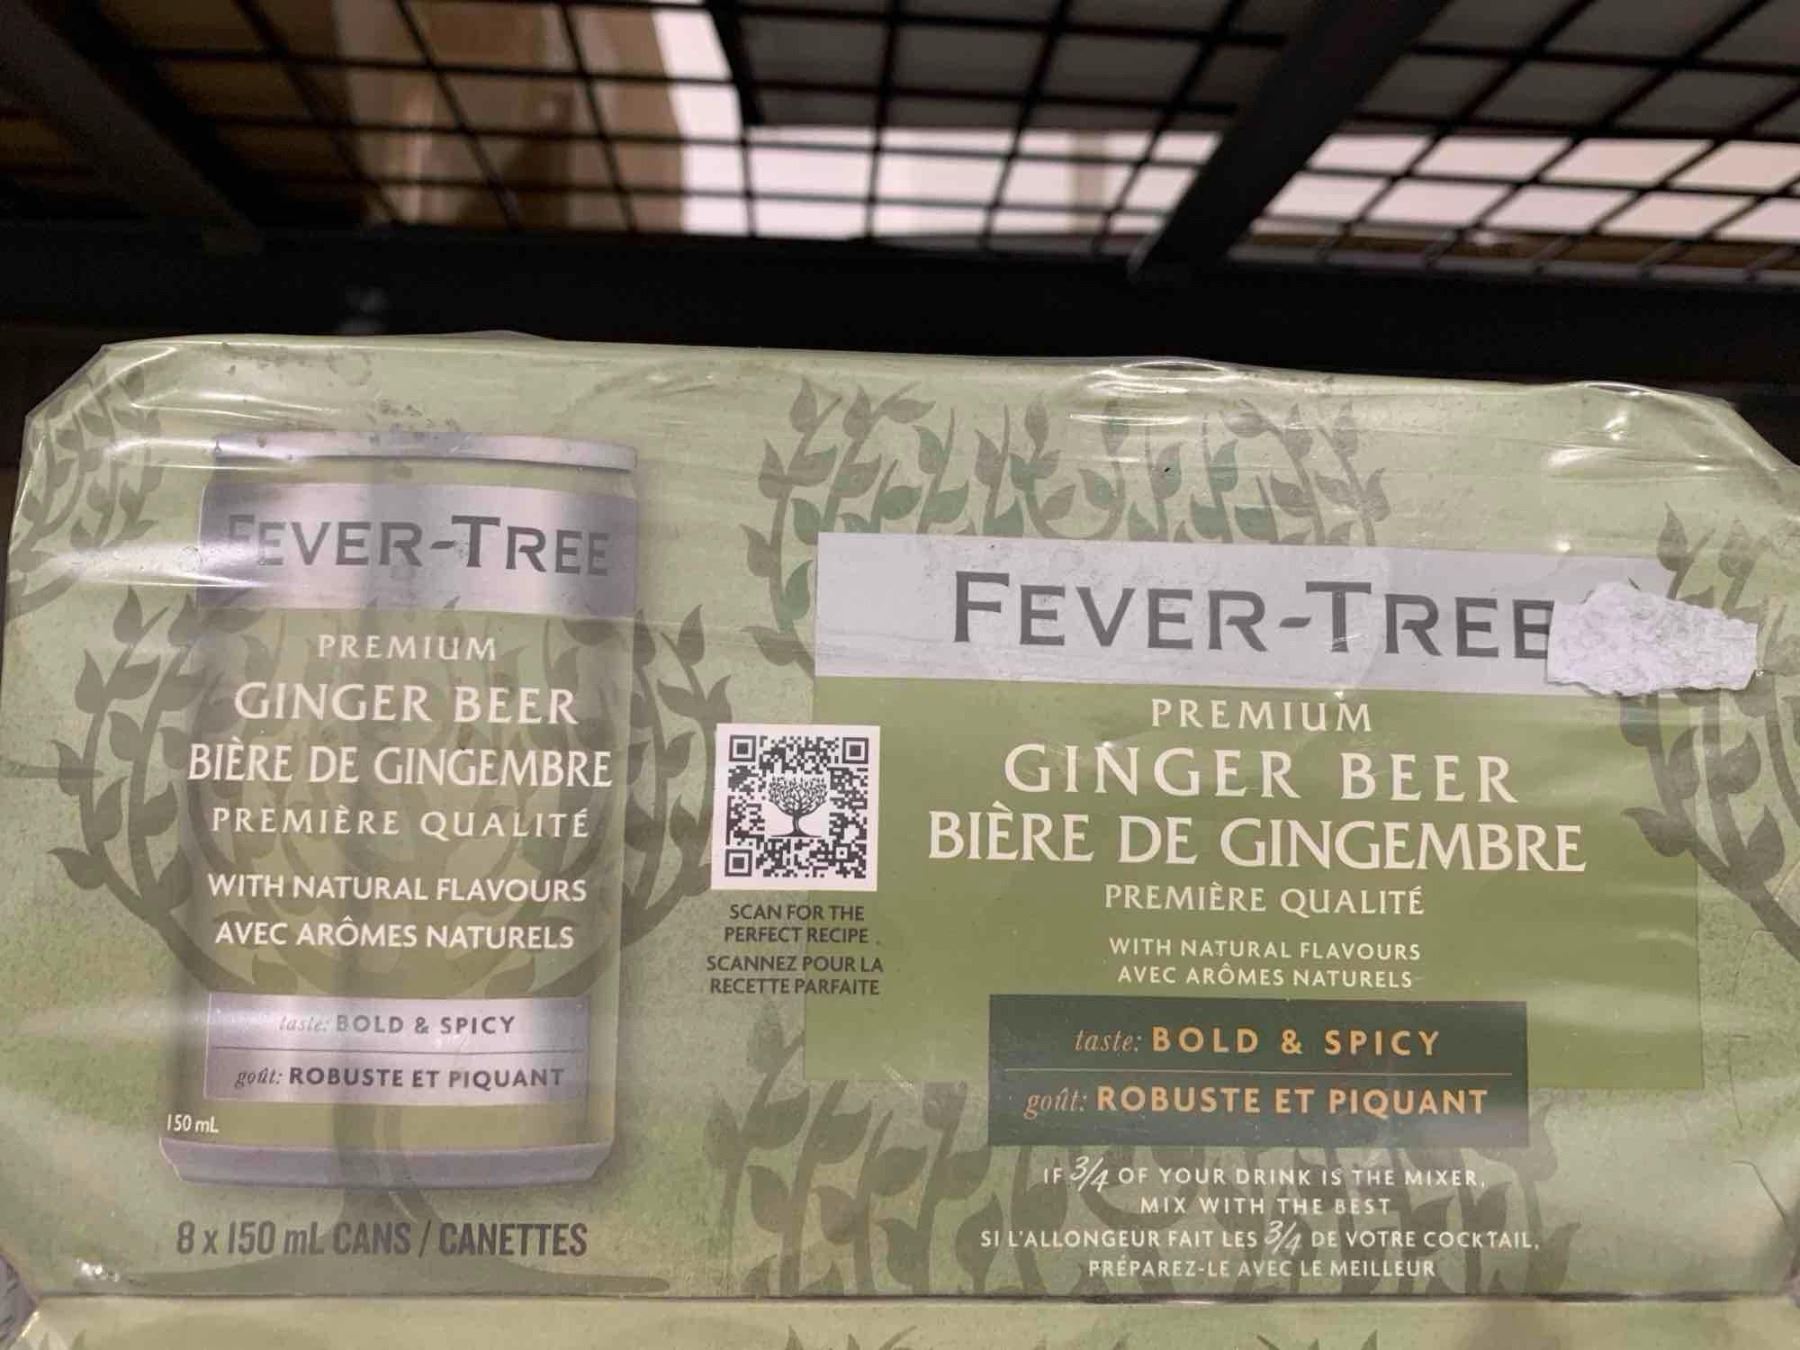 FEVER-TREE
PREMIUM
GINGER BEER
BIÈRE DE GINGEMBRE
PREMIÈRE QUALITÉ
WITH NATURAL FLAVOURS
AVEC ARÔMES NATURELS
taste: BOLD & SPICY
goût: ROBUSTE ET PIQUANT
150 mL
8 x 150 mL CANS / CANETTES
SCAN FOR THE
PERFECT RECIPE
SCANNEZ POUR LA
RECETTE PARFAITE
FEVER-TREE
PREMIUM
GINGER BEER
BIÈRE DE GINGEMBRE
PREMIÈRE QUALITÉ
WITH NATURAL FLAVOURS
AVEC ARÔMES NATURELS
taste: BOLD & SPICY
goût: ROBUSTE ET PIQUANT
IF 3/4 OF YOUR DRINK IS THE MIXER,
MIX WITH THE BEST
SI L'ALLONGEUR FAIT LES 3/4 DE VOTRE COCKTAIL,
PRÉPAREZ-LE AVEC LE MEILLEUR